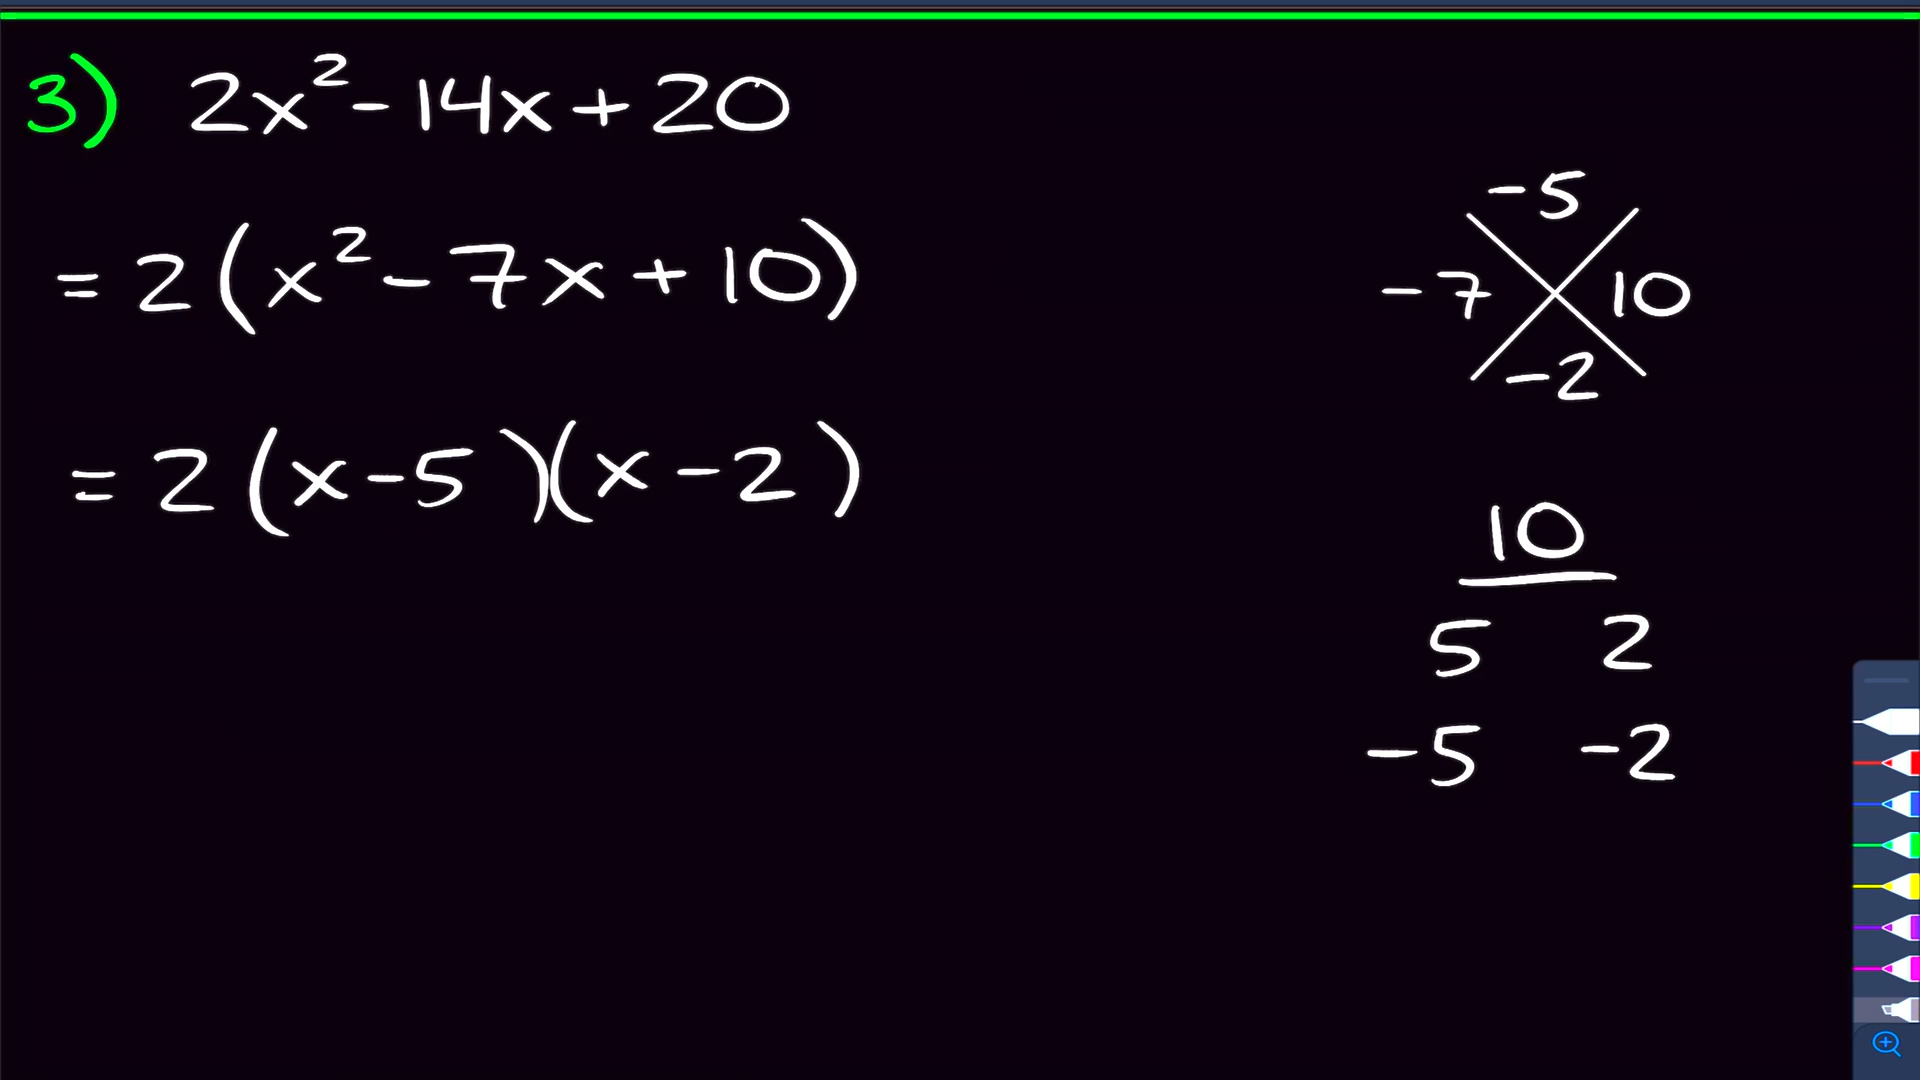 3) 2x² - 14x + 20
= 2(x² - 7x + 10)
= 2(x - 5)(x - 2)
-5
-7 10
-2
10
5 2
-5 -2